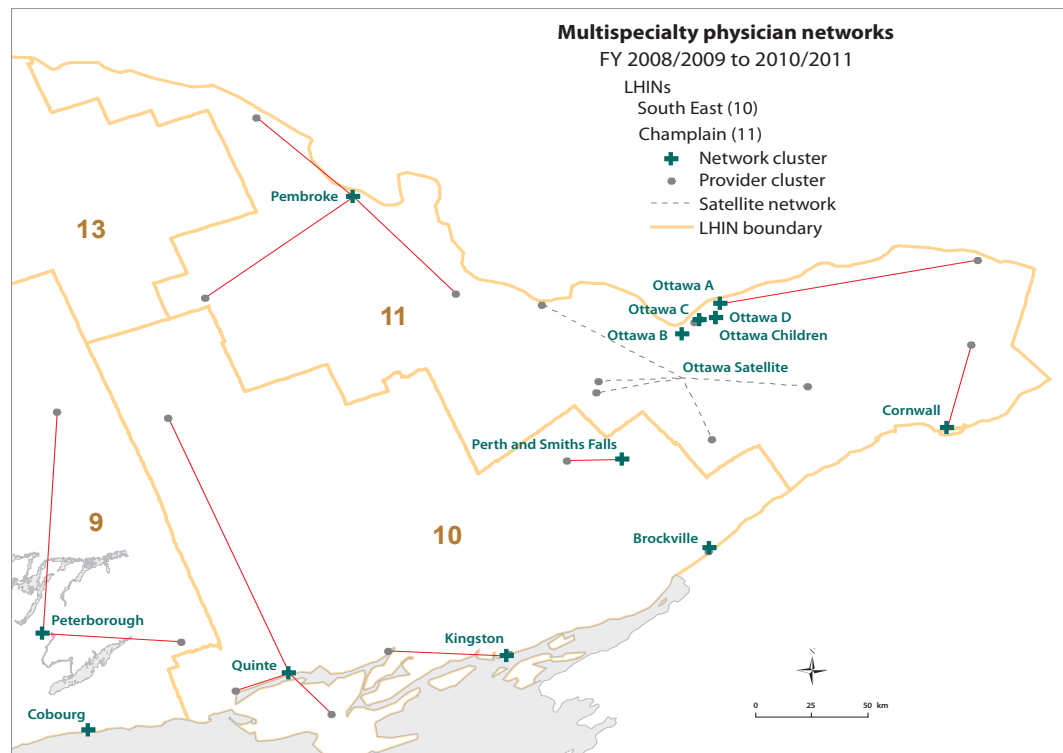 Multispecialty physician networks
FY 2008/2009 to 2010/2011
LHINs
South East (10)
Champlain (11)
Network cluster
Provider cluster
Satellite network
LHIN boundary
Pembroke
13
11
Ottawa A
Ottawa C
Ottawa D
Ottawa B
Ottawa Children
Ottawa Satellite
Cornwall
Perth and Smiths Falls
9
10
Brockville
Peterborough
Kingston
Quinte
N
Cobourg
0 25 50 km